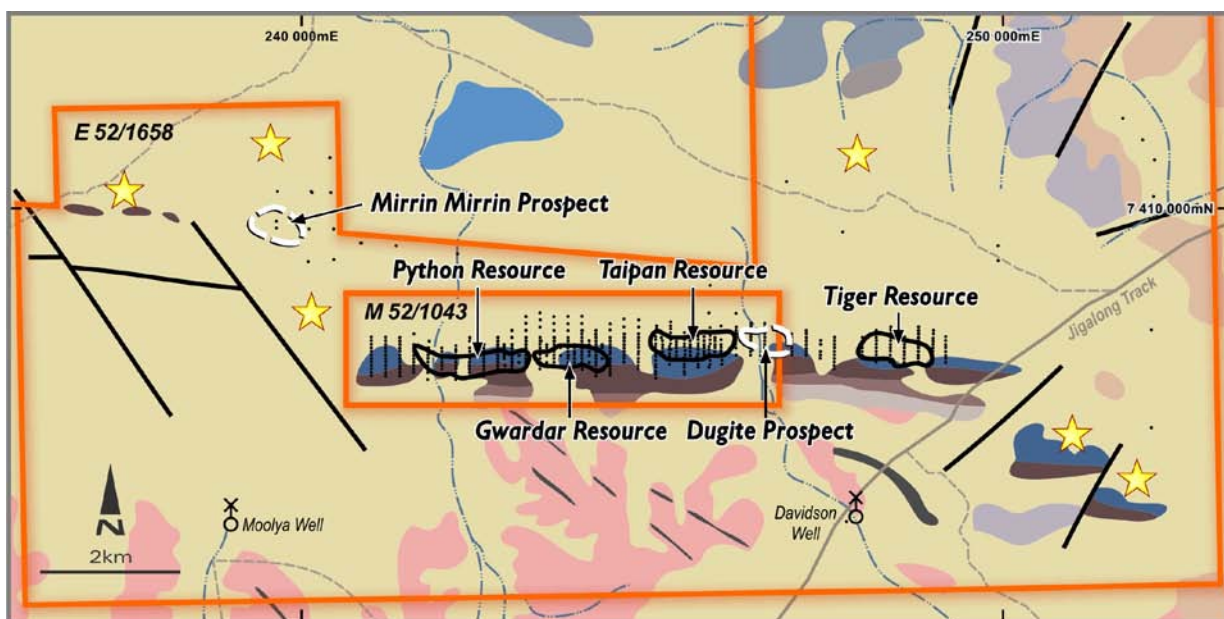 240 000mE
250 000mE
E 52/1658
Mirrin Mirrin Prospect
7 410 000mN
Python Resource
Taipan Resource
Tiger Resource
M 52/1043
Jigalong Track
Gwardar Resource
Dugite Prospect
N
2km
Moolya Well
Davidson
Well